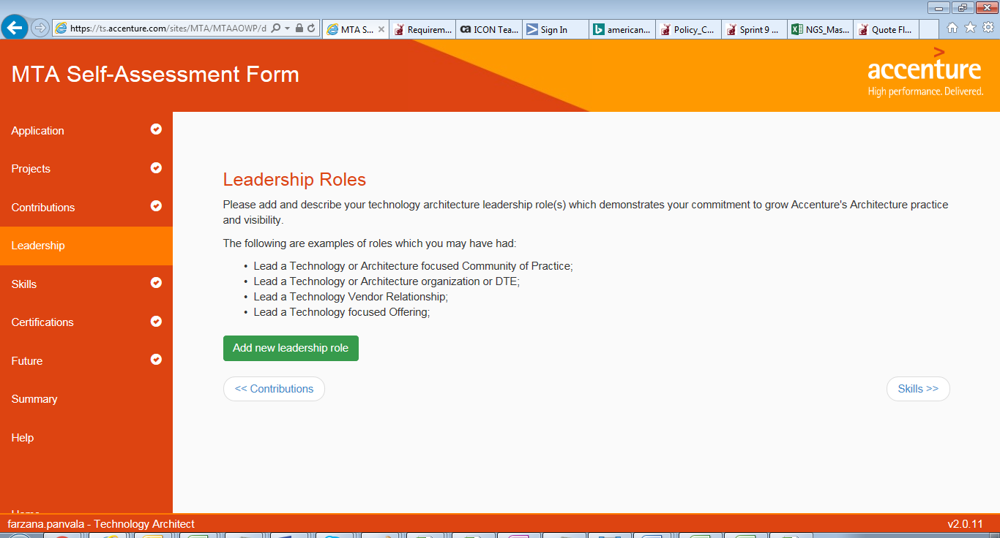 https://ts.accenture.com/sites/MTA/MTAAOWP/d
MTA S...
Requirem...
ca ICON Tea...
Sign In
american...
Policy_C...
Sprint 9 ...
NGS_Mas...
Quote Fl...
MTA Self-Assessment Form
>
accenture
High performance. Delivered.
Application
Projects
Contributions
Leadership
Skills
Certifications
Future
Summary
Help
Leadership Roles
Please add and describe your technology architecture leadership role(s) which demonstrates your commitment to grow Accenture's Architecture practice
and visibility.
The following are examples of roles which you may have had:
• Lead a Technology or Architecture focused Community of Practice;
• Lead a Technology or Architecture organization or DTE;
• Lead a Technology Vendor Relationship;
• Lead a Technology focused Offering;
Add new leadership role
<< Contributions
Skills >>
farzana.panvala - Technology Architect
v2.0.11